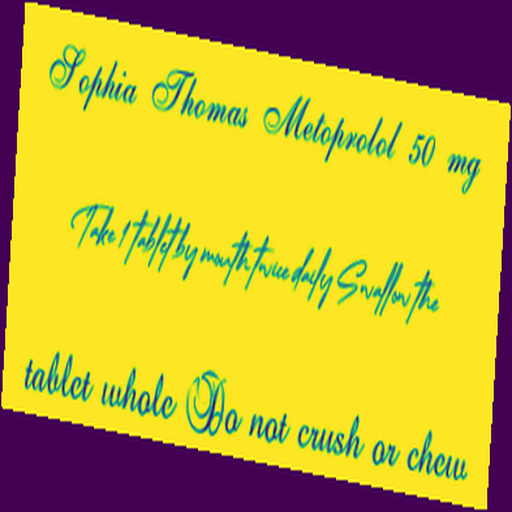 Sophia Thomas Metoprolol 50 mg
Take 1 tablet by mouth twice daily Swallow the
tablet whole Do not crush or chew